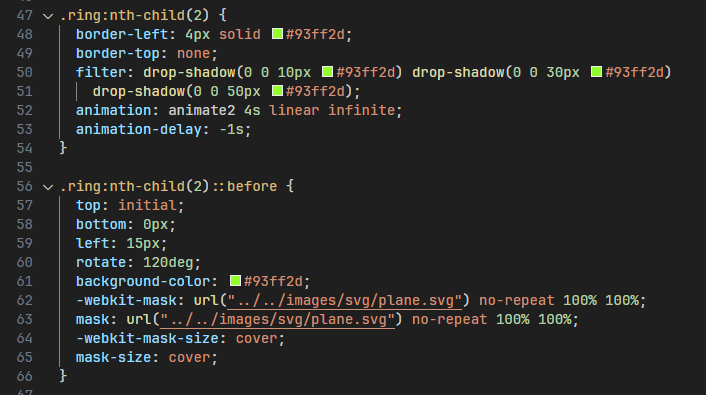 47 .ring:nth-child(2) {
48 border-left: 4px solid #93ff2d;
49 border-top: none;
50 filter: drop-shadow(0 0 10px #93ff2d) drop-shadow(0 0 30px #93ff2d)
51 drop-shadow(0 0 50px #93ff2d);
52 animation: animate2 4s linear infinite;
53 animation-delay: -1s;
54 }
55
56 .ring:nth-child(2)::before {
57 top: initial;
58 bottom: 0px;
59 left: 15px;
60 rotate: 120deg;
61 background-color: #93ff2d;
62 -webkit-mask: url("../../images/svg/plane.svg") no-repeat 100% 100%;
63 mask: url("../../images/svg/plane.svg") no-repeat 100% 100%;
64 -webkit-mask-size: cover;
65 mask-size: cover;
66 }